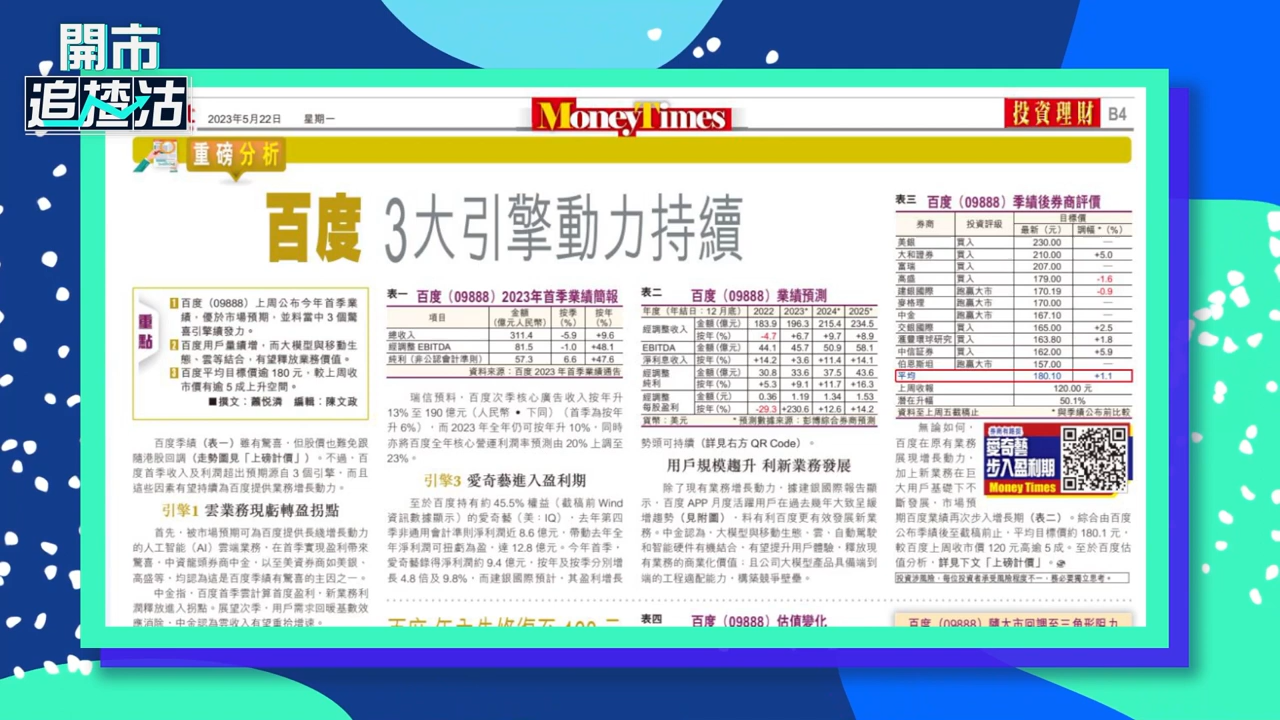 開市
追揸沽
2023年5月22日 星期一
Money Times
投資理財 B4
重磅分析
百度 3大引擎動力持續
重點
1 百度（09888）上周公布今年首季業
績，優於市場預期，並料當中3個驚
喜引擎續發力。
2 百度用戶量續增，而大模型與移動生
態、雲等結合，有望釋放業務價值。
3 百度平均目標價逾180元，較上周收
市價有逾5成上升空間。
■撰文：蕭悅清 編輯：陳文政
百度季績（表一）雖有驚喜，但股價也難免跟
隨港股回調（走勢圖見「上磅計價」）。不過，百
度首季收入及利潤超出預期源自3個引擎，而且
這些因素有望持續為百度提供業務增長動力。
引擎1 雲業務現虧轉盈拐點
首先，被市場預期可為百度提供長綫增長動力
的人工智能（AI）雲端業務，在首季實現盈利帶來
驚喜，中資龍頭券商中金，以至美資券商如美銀、
高盛等，均認為這是百度季績有驚喜的主因之一。
中金指，百度首季雲計算首度盈利，新業務利
潤釋放進入拐點。展望次季，用戶需求回暖基數效
應消除，中金認為雲收入有望重拾增速。
表一 百度（09888）2023年首季業績簡報
項目 金額（億元人民幣） 按季（%） 按年（%）
總收入 311.4 -5.9 +9.6
經調整 EBITDA 81.5 -1.0 +48.1
純利（非公認會計準則） 57.3 6.6 +47.6
資料來源：百度2023年首季業績通告
瑞信預料，百度次季核心廣告收入按年升
13% 至190億元（人民幣，下同）（首季為按年
升6%），而2023年全年仍可按年升10%，同時
亦將百度全年核心營運利潤率預測由20%上調至
23%。
引擎3 愛奇藝進入盈利期
至於百度持有約45.5%權益（截稿前Wind
資訊數據顯示）的愛奇藝（美：IQ），去年第四
季非通用會計準則淨利潤近8.6億元，帶動去年全
年淨利潤可扭虧為盈，達12.8億元。今年首季，
愛奇藝錄得淨利潤約9.4億元，按年及按季分別增
長4.8倍及9.8%，而建銀國際預計，其盈利增長
表二 百度（09888）業績預測
年度（年結日：12月底） 2022 2023* 2024* 2025*
經調整收入 金額（億元） 183.9 196.3 215.4 234.5
按年（%） -4.7 +6.7 +9.7 +8.9
經調整 EBITDA 金額（億元） 44.1 45.7 50.9 58.1
淨利息收入 按年（%） +14.2 +3.6 +11.4 +14.1
經調整純利 金額（億元） 30.8 33.6 37.5 43.6
按年（%） +5.3 +9.1 +11.7 +16.3
經調整每股盈利 金額（元） 0.36 1.19 1.34 1.53
按年（%） -29.3 +230.6 +12.6 +14.2
貨幣：美元 *預測數據來源：彭博綜合券商預測
勢頭可持續（詳見右方QR Code）。
用戶規模趨升 利新業務發展
除了現有業務增長動力，據建銀國際報告顯
示，百度APP月度活躍用戶在過去幾年大致呈緩
增趨勢（見附圖），料有利百度更有效發展新業
務。中金認為，大模型與移動生態、雲、自動駕駛
和智能硬件有機結合，有望提升用戶體驗，釋放現
有業務的商業化價值，且公司大模型產品具備端到
端的工程適配能力，構築競爭壁壘。
表四 百度（09888）估值變化
表三 百度（09888）季績後券商評價
券商 投資評級 目標價
最新（元） 調幅*（%）
美銀 買入 230.00 —
大和證券 買入 210.00 +5.0
富瑞 買入 207.00 —
高盛 買入 179.00 -1.6
建銀國際 跑贏大市 170.19 -0.9
麥格理 跑贏大市 170.00 —
中金 跑贏大市 167.10 —
交銀國際 買入 165.00 +2.5
滙豐環球研究 買入 163.80 +1.8
中信証券 買入 162.00 +5.9
伯恩斯坦 跑贏大市 157.00 —
平均 180.10 +1.1
上周收報 120.00元
潛在升幅 50.1%
資料至上周五截稿止 *與季績公布前比較
無論如何，
百度在原有業務
展現增長動力，
加上新業務在巨
大用戶基礎下不
斷發展，市場預
愛奇藝
步入盈利期
Money Times
期百度業績再次步入增長期（表二）。綜合由百度
公布季績後至截稿前止，平均目標價約180.1元，
較百度上周收市價120元高逾5成。至於百度估
值分析，詳見下文「上磅計價」。
投資涉風險，每位投資者承受風險程度不一，務必要獨立思考。
百度（09888）隨大市回調至三角形阻力